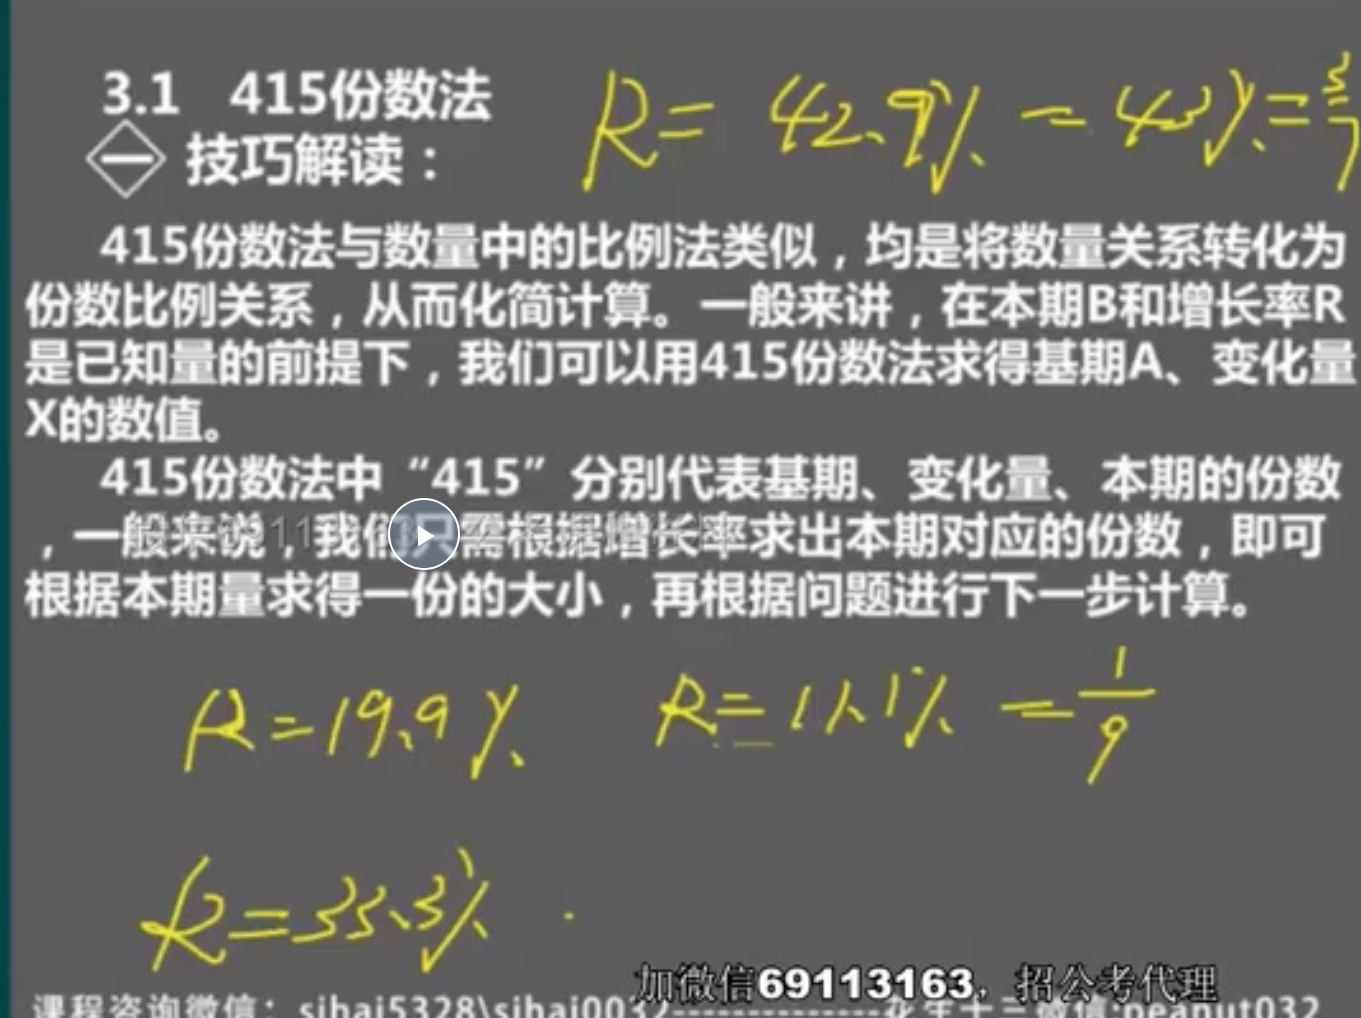 3.1 415份数法
R= 42.9% = 43%=3/7
一 技巧解读：
415份数法与数量中的比例法类似，均是将数量关系转化为
份数比例关系，从而化简计算。一般来讲，在本期B和增长率R
是已知量的前提下，我们可以用415份数法求得基期A、变化量
X的数值。
415份数法中“415”分别代表基期、变化量、本期的份数
，一般来说，我们只需根据增长率求出本期对应的份数，即可
根据本期量求得一份的大小，再根据问题进行下一步计算。
R=19.9% R=11.1% =1/9
R=33.3%
加微信69113163，招公考代理
课程咨询微信：sihai5328\sihai0032--------------花生十三微信:peanut032